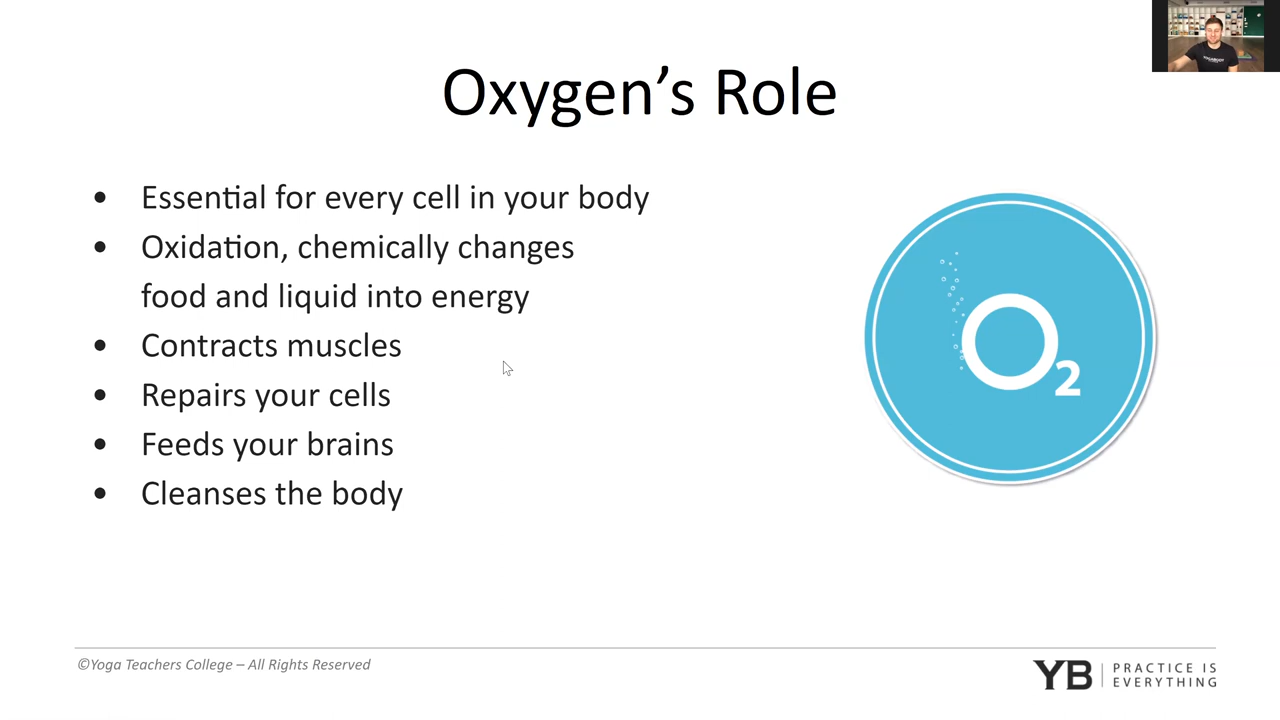 Oxygen’s Role
• Essential for every cell in your body
• Oxidation, chemically changes
food and liquid into energy
• Contracts muscles
• Repairs your cells
• Feeds your brains
• Cleanses the body
O2
©Yoga Teachers College – All Rights Reserved
YB | PRACTICE IS
EVERYTHING